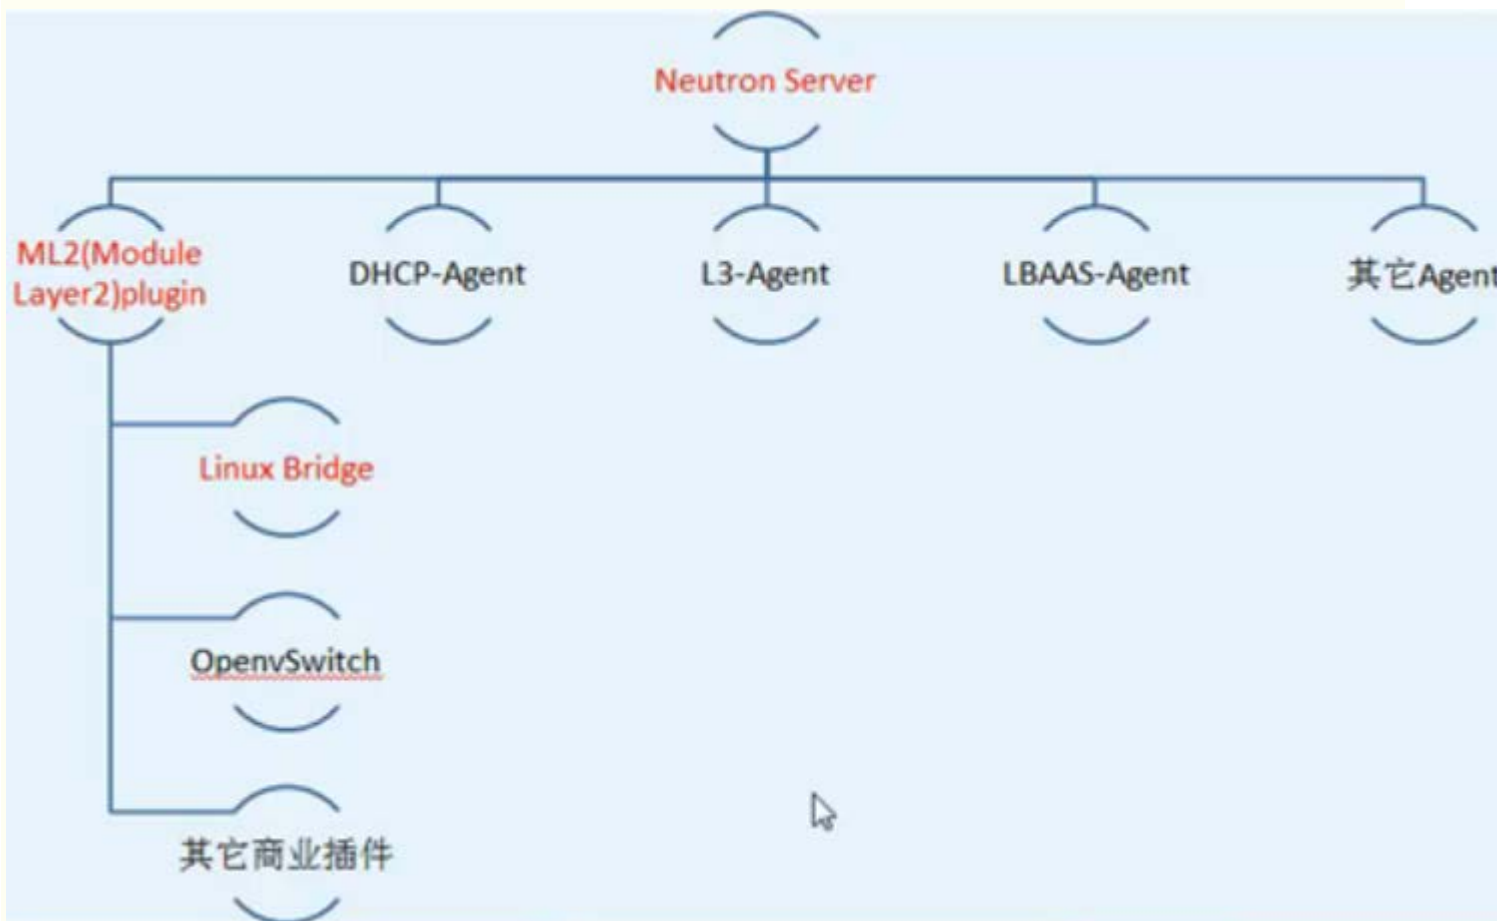 Neutron Server
ML2(Module
Layer2)plugin
DHCP-Agent
L3-Agent
LBAAS-Agent
其它Agent
Linux Bridge
OpenvSwitch
其它商业插件